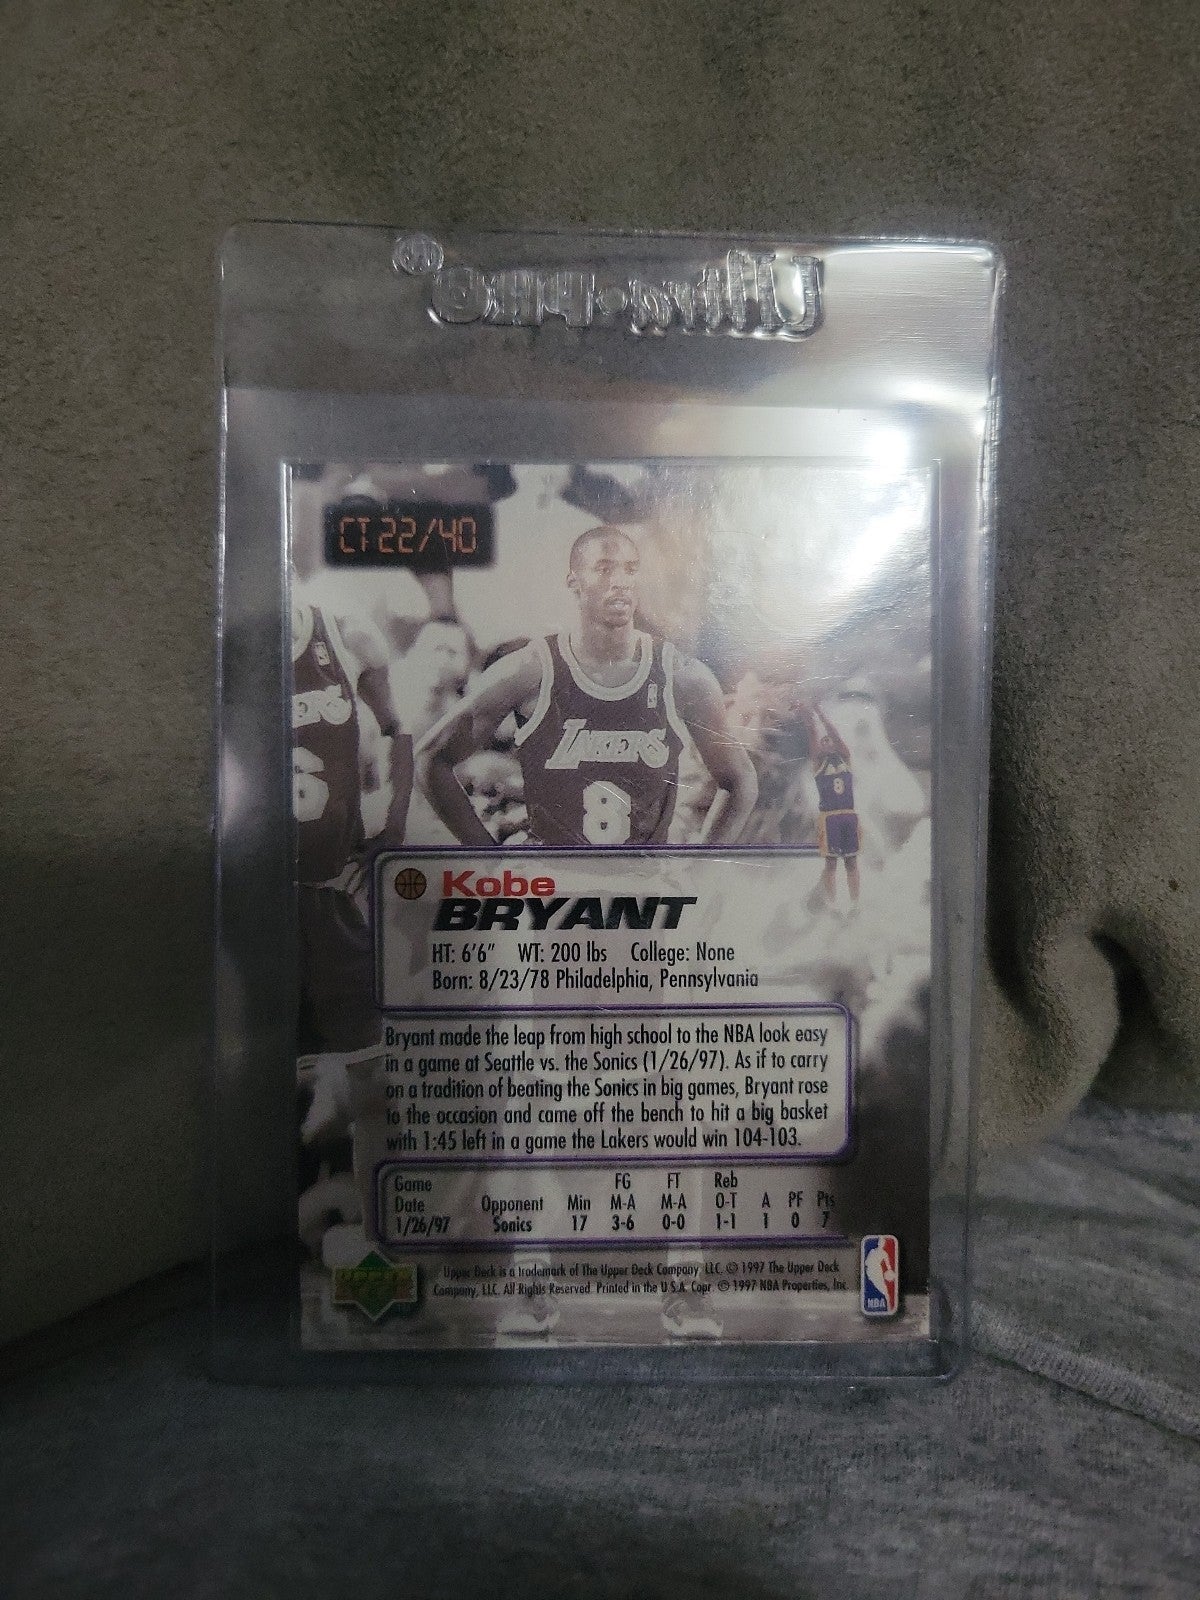 Ultra•PRO®
CT 22/40
LAKERS
8
ERS
6
8
Kobe
BRYANT
HT: 6'6" WT: 200 lbs College: None
Born: 8/23/78 Philadelphia, Pennsylvania
Bryant made the leap from high school to the NBA look easy
in a game at Seattle vs. the Sonics (1/26/97). As if to carry
on a tradition of beating the Sonics in big games, Bryant rose
to the occasion and came off the bench to hit a big basket
with 1:45 left in a game the Lakers would win 104-103.
Game FG FT Reb
Date Opponent Min M-A M-A O-T A PF Pts
1/26/97 Sonics 17 3-6 0-0 1-1 1 0 7
Upper Deck is a trademark of The Upper Deck Company, LLC. © 1997 The Upper Deck
Company, LLC. All Rights Reserved. Printed in the U.S.A. Copr. © 1997 NBA Properties, Inc.
NBA